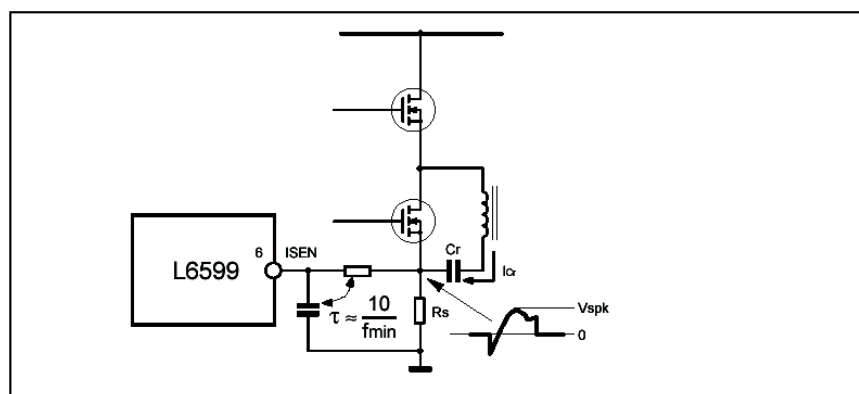 Cr
6 ISEN
L6599
ICr
τ ≈ 10
fmin
Rs
Vspk
0